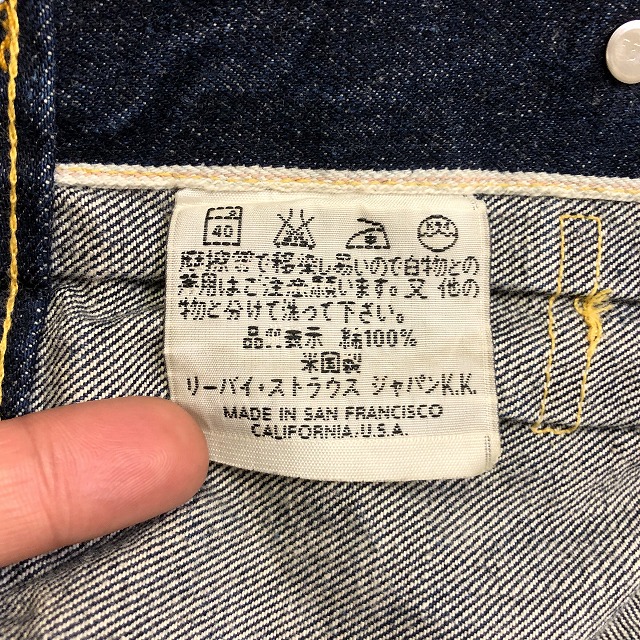 40
摩擦等で移染し易いので白物との
着用はご注意願います。又 他の
物と分けて洗って下さい。
品質表示 綿100%
米国製
リーバイ・ストラウス ジャパンK.K.
MADE IN SAN FRANCISCO
CALIFORNIA.U.S.A.